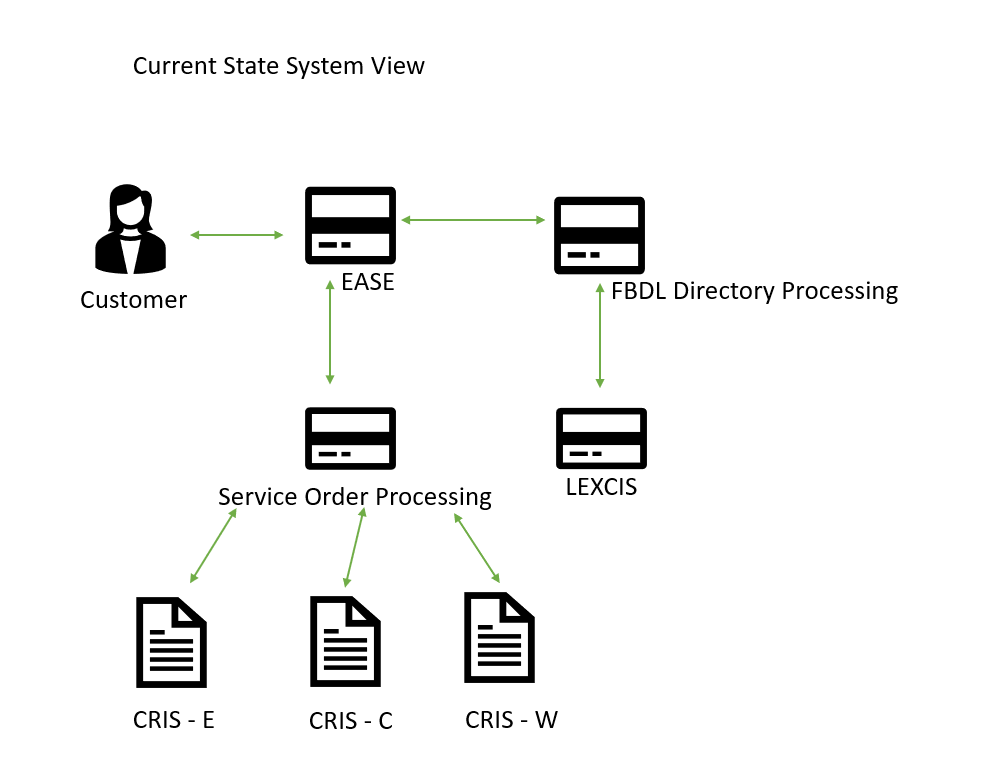 Current State System View
EASE
FBDL Directory Processing
Customer
Service Order Processing
LEXCIS
CRIS - E
CRIS - C
CRIS - W